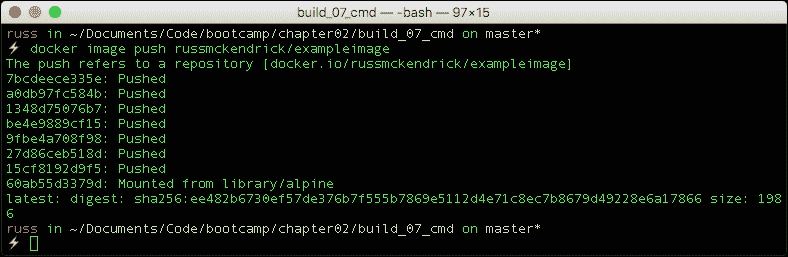 build_07_cmd — -bash — 97×15
russ in ~/Documents/Code/bootcamp/chapter02/build_07_cmd on master*
⚡ docker image push russmckendrick/exampleimage
The push refers to a repository [docker.io/russmckendrick/exampleimage]
7bcdeece335e: Pushed
a0db97fc584b: Pushed
1348d75076b7: Pushed
be4e9889cf15: Pushed
9fbe4a708f98: Pushed
27d86ceb518d: Pushed
15cf8192d9f5: Pushed
60ab55d3379d: Mounted from library/alpine
latest: digest: sha256:ee482b6730ef57de376b7f555b7869e5112d4e71c8ec7b8679d49228e6a17866 size: 198
6
russ in ~/Documents/Code/bootcamp/chapter02/build_07_cmd on master*
⚡